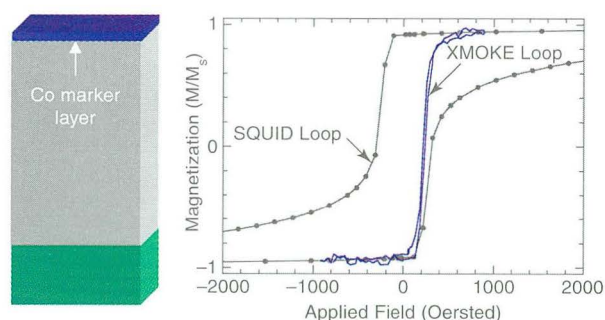 Co marker
layer
Magnetization (M/Mₛ)
1
0
−1
SQUID Loop
XMOKE Loop
−2000
−1000
0
1000
2000
Applied Field (Oersted)